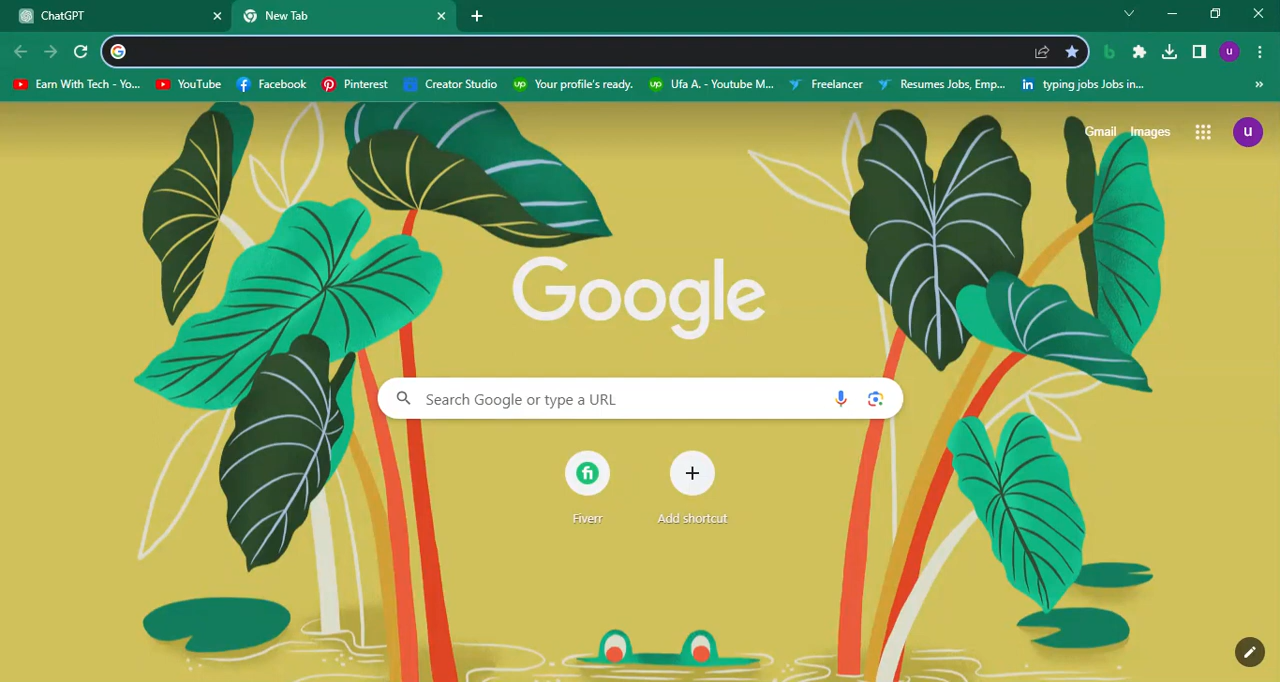 ChatGPT
New Tab
Earn With Tech - Yo...
YouTube
Facebook
Pinterest
Creator Studio
Your profile's ready.
Ufa A. - Youtube M...
Freelancer
Resumes Jobs, Emp...
typing jobs Jobs in...
Gmail
Images
u
Google
Search Google or type a URL
Fiverr
Add shortcut